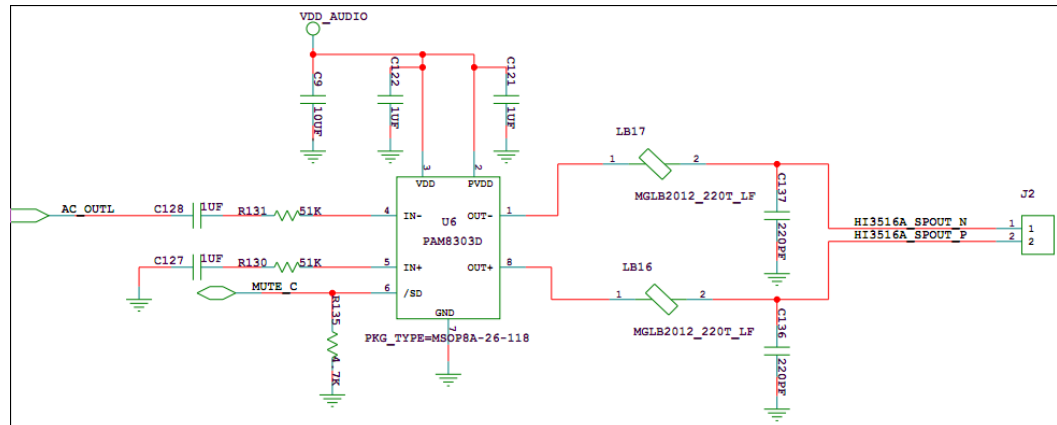 VDD_AUDIO
C9
10UF
C122
1UF
C121
1UF
3
2
VDD
PVDD
LB17
1
2
MGLB2012_220T_LF
C137
220PF
J2
AC_OUTL
C128
1UF
R131
51K
4
IN-
U6
PAM8303D
OUT-
1
HI3516A_SPOUT_N
1
1
HI3516A_SPOUT_P
2
2
C127
1UF
R130
51K
5
IN+
OUT+
8
LB16
1
2
MGLB2012_220T_LF
C136
220PF
MUTE_C
6
/SD
R135
4.7K
GND
7
PKG_TYPE=MSOP8A-26-118